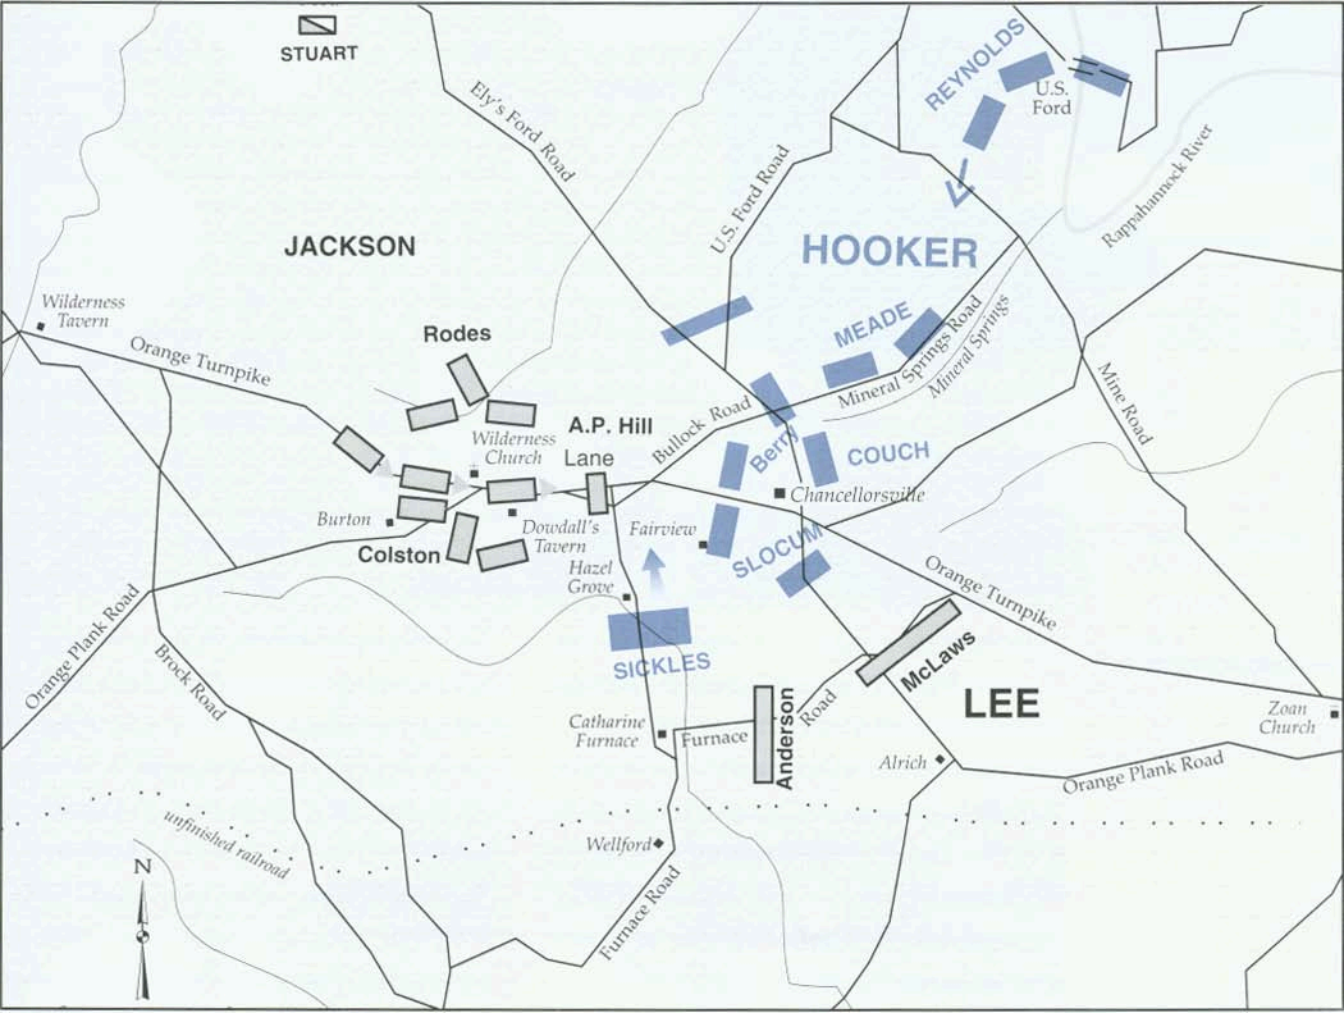 STUART
REYNOLDS
U.S.
Ford
Ely's Ford Road
U.S. Ford Road
Rappahannock River
JACKSON
HOOKER
Wilderness
Tavern
Orange Turnpike
Rodes
MEADE
Mineral Springs Road
Mineral Springs
Mine Road
A.P. Hill
Lane
Wilderness
Church
Bullock Road
Berry
COUCH
Chancellorsville
Burton
Colston
Dowdall's
Tavern
Fairview
SLOCUM
Hazel
Grove
Orange Turnpike
Orange Plank Road
Brock Road
SICKLES
McLaws
LEE
Anderson
Catharine
Furnace
Furnace
Road
Zoan
Church
Alrich
Orange Plank Road
unfinished railroad
Wellford
Furnace Road
N